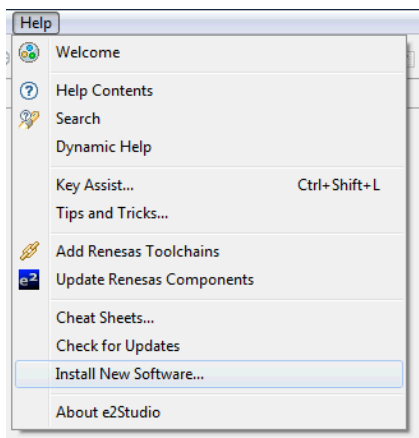 Help
Welcome
Help Contents
Search
Dynamic Help
Key Assist... Ctrl+Shift+L
Tips and Tricks...
Add Renesas Toolchains
e2 Update Renesas Components
Cheat Sheets...
Check for Updates
Install New Software...
About e2Studio